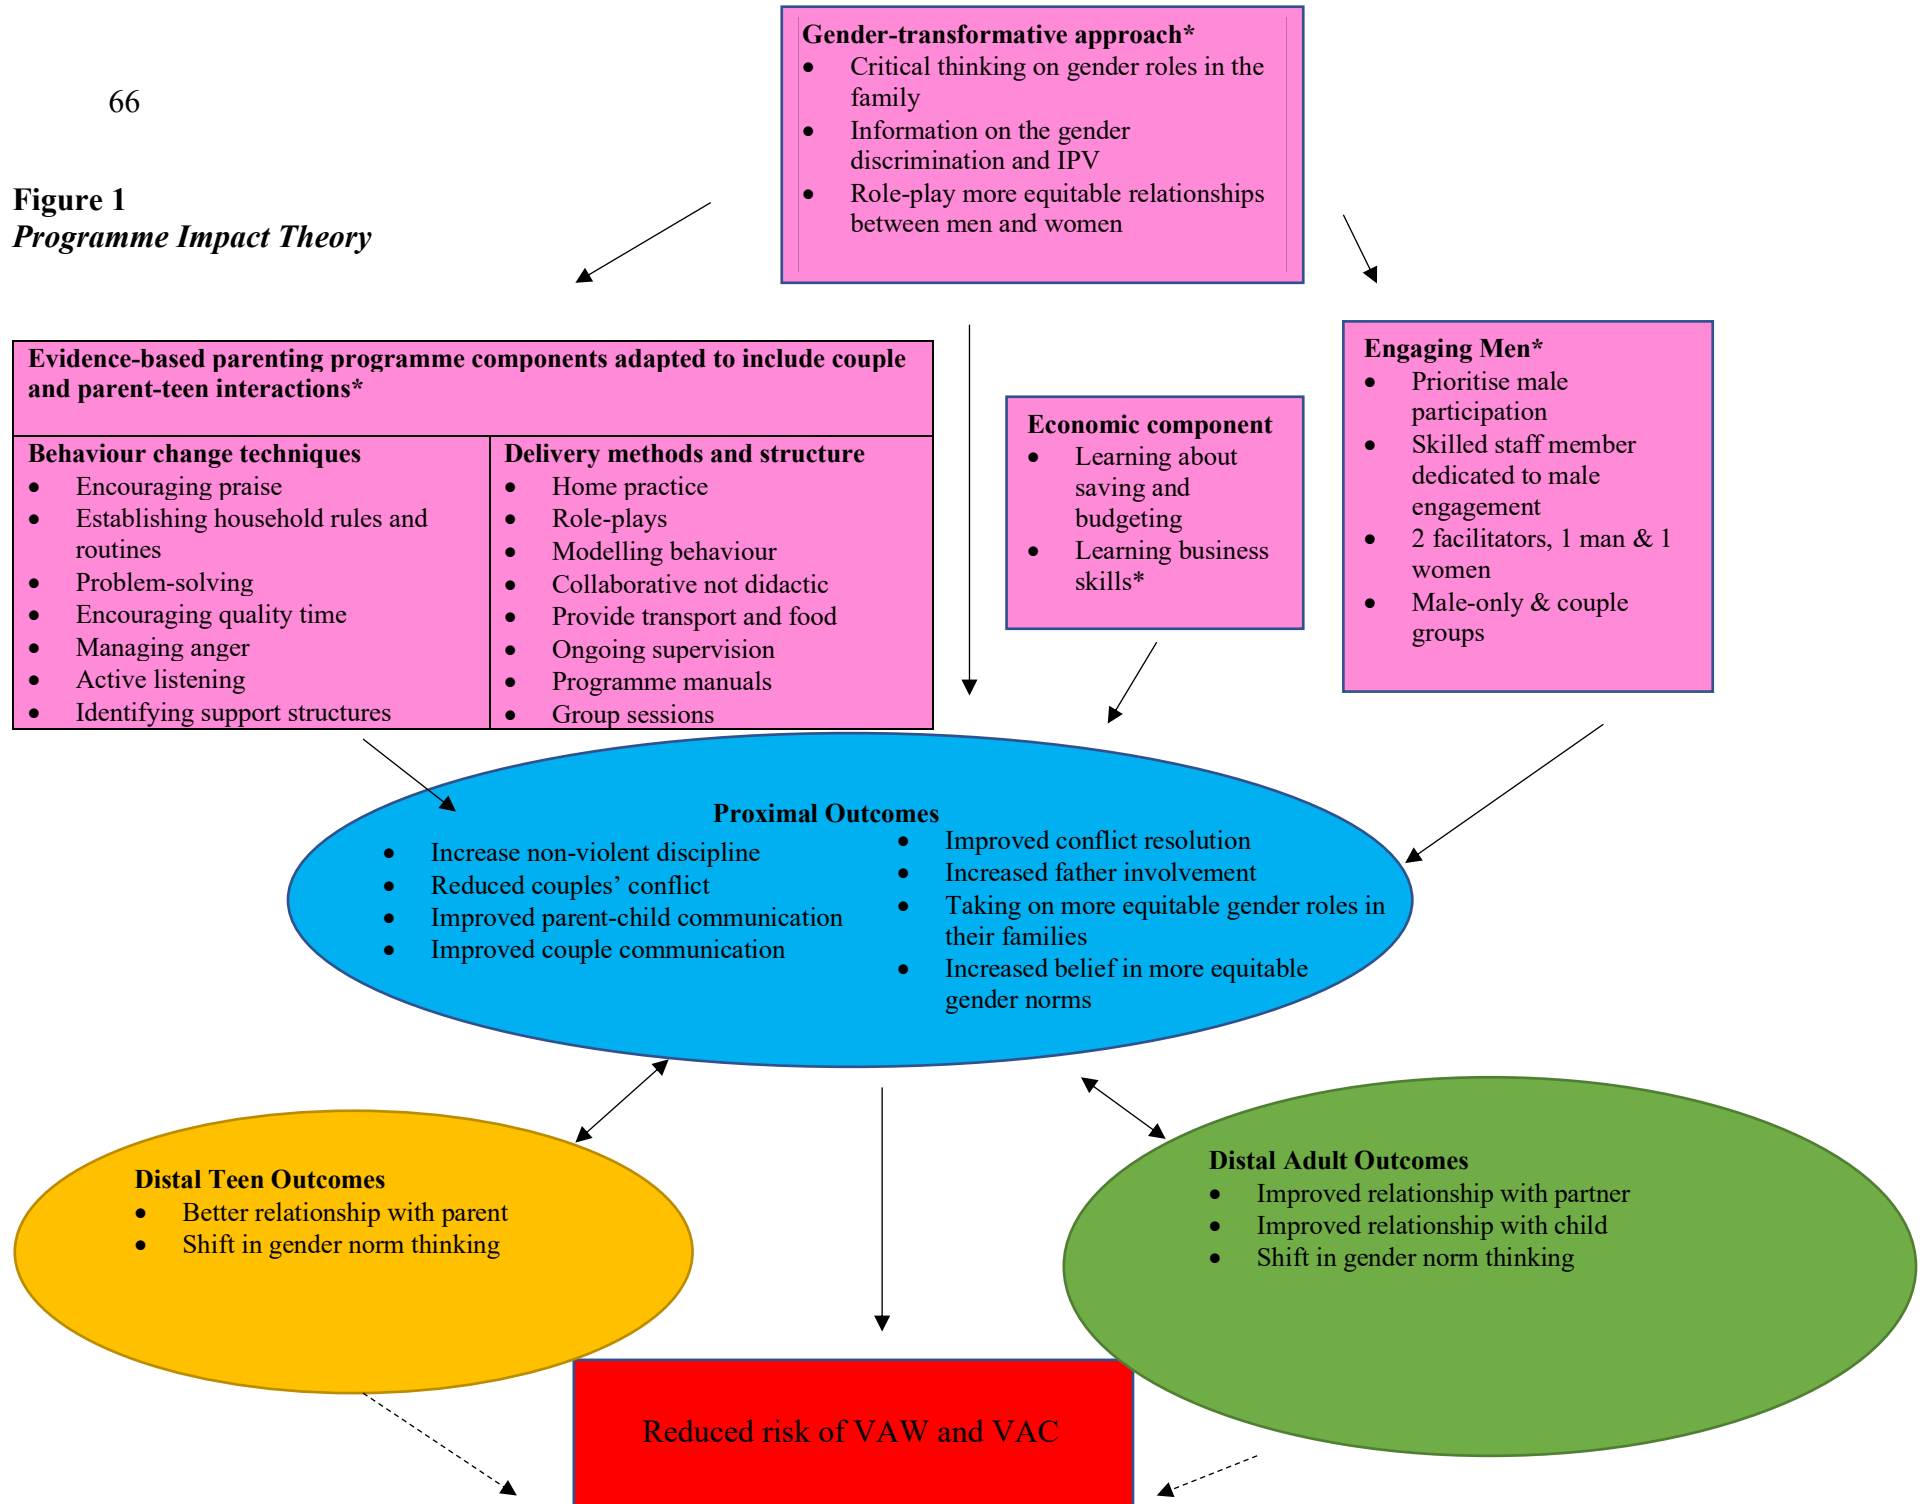 66
Figure 1
Programme Impact Theory
Gender-transformative approach*
• Critical thinking on gender roles in the
family
• Information on the gender
discrimination and IPV
• Role-play more equitable relationships
between men and women
Evidence-based parenting programme components adapted to include couple
and parent-teen interactions*
Behaviour change techniques
• Encouraging praise
• Establishing household rules and
routines
• Problem-solving
• Encouraging quality time
• Managing anger
• Active listening
• Identifying support structures
Delivery methods and structure
• Home practice
• Role-plays
• Modelling behaviour
• Collaborative not didactic
• Provide transport and food
• Ongoing supervision
• Programme manuals
• Group sessions
Economic component
• Learning about
saving and
budgeting
• Learning business
skills*
Engaging Men*
• Prioritise male
participation
• Skilled staff member
dedicated to male
engagement
• 2 facilitators, 1 man & 1
women
• Male-only & couple
groups
Proximal Outcomes
• Increase non-violent discipline
• Reduced couples’ conflict
• Improved parent-child communication
• Improved couple communication
• Improved conflict resolution
• Increased father involvement
• Taking on more equitable gender roles in
their families
• Increased belief in more equitable
gender norms
Distal Teen Outcomes
• Better relationship with parent
• Shift in gender norm thinking
Distal Adult Outcomes
• Improved relationship with partner
• Improved relationship with child
• Shift in gender norm thinking
Reduced risk of VAW and VAC